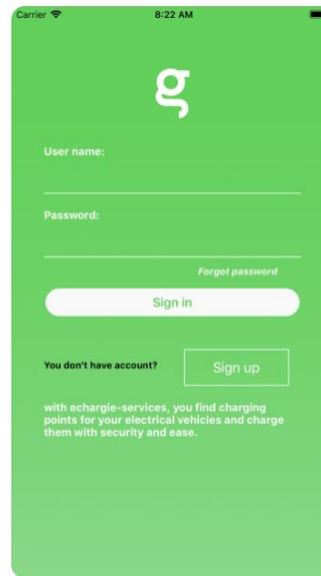 Carrier 8:22 AM
g
User name:
Password:
Forgot password
Sign in
You don't have account?
Sign up
with echargie-services, you find charging
points for your electrical vehicles and charge
them with security and ease.